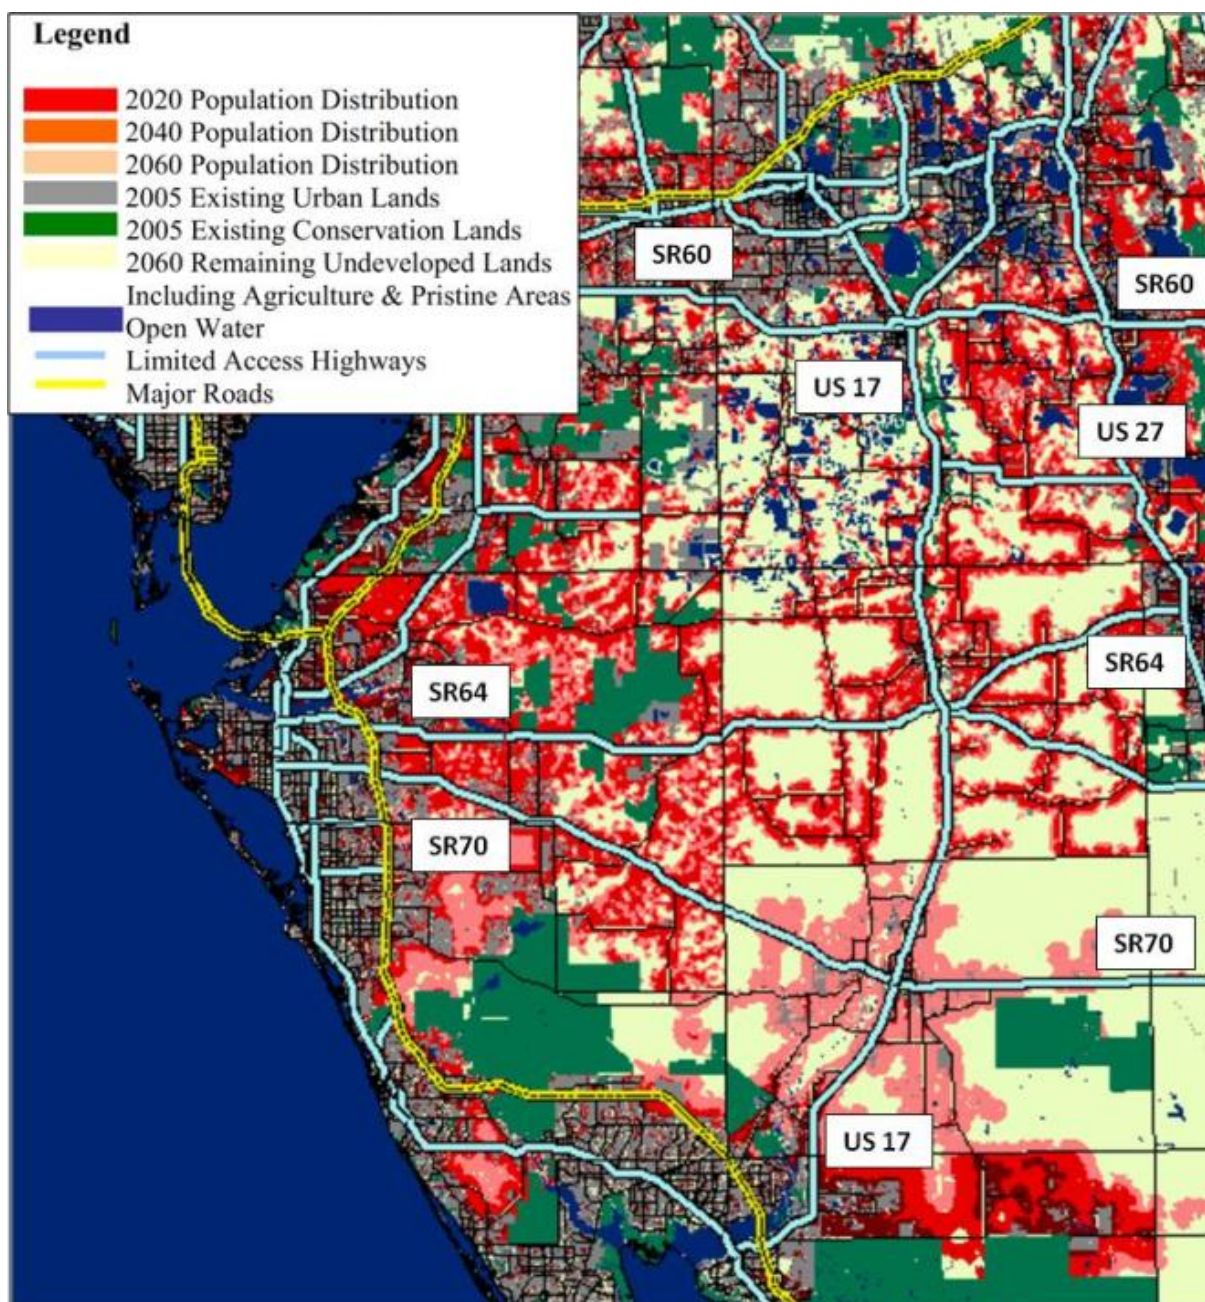 Legend
2020 Population Distribution
2040 Population Distribution
2060 Population Distribution
2005 Existing Urban Lands
2005 Existing Conservation Lands
2060 Remaining Undeveloped Lands
Including Agriculture & Pristine Areas
Open Water
Limited Access Highways
Major Roads
SR60
SR60
US 17
US 27
SR64
SR64
SR70
SR70
US 17